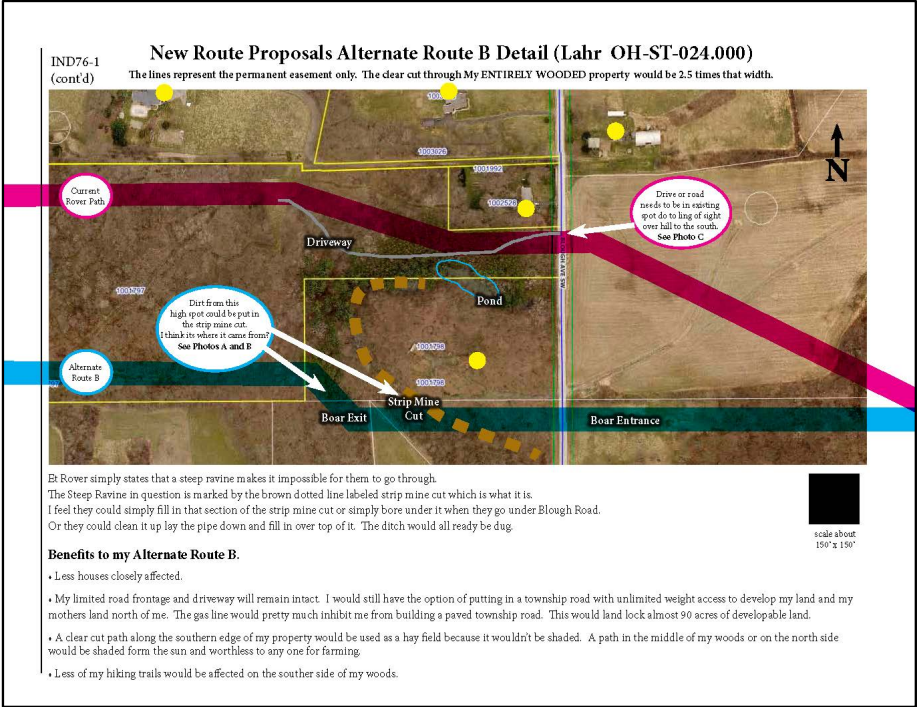 IND76-1
(cont'd)
New Route Proposals Alternate Route B Detail (Lahr OH-ST-024.000)
The lines represent the permanent easement only. The clear cut through My ENTIRELY WOODED property would be 2.5 times that width.
1003026
1001992
1002528
Current
Rover Path
N
Drive or road
needs to be in existing
spot do to ling of sight
over hill to the south.
See Photo C
Driveway
BLOUGH AVE SW
1001797
Pond
Dirt from this
high spot could be put in
the strip mine cut.
I think its where it came from?
See Photos A and B
1001798
Alternate
Route B
1001798
Strip Mine
Cut
Boar Exit
Boar Entrance
Et Rover simply states that a steep ravine makes it impossible for them to go through.
The Steep Ravine in question is marked by the brown dotted line labeled strip mine cut which is what it is.
I feel they could simply fill in that section of the strip mine cut or simply bore under it when they go under Blough Road.
Or they could clean it up lay the pipe down and fill in over top of it. The ditch would all ready be dug.
scale about
150' x 150'
Benefits to my Alternate Route B.
• Less houses closely affected.
• My limited road frontage and driveway will remain intact. I would still have the option of putting in a township road with unlimited weight access to develop my land and my
mothers land north of me. The gas line would pretty much inhibit me from building a paved township road. This would land lock almost 90 acres of developable land.
• A clear cut path along the southern edge of my property would be used as a hay field because it wouldn't be shaded. A path in the middle of my woods or on the north side
would be shaded form the sun and worthless to any one for farming.
• Less of my hiking trails would be affected on the souther side of my woods.